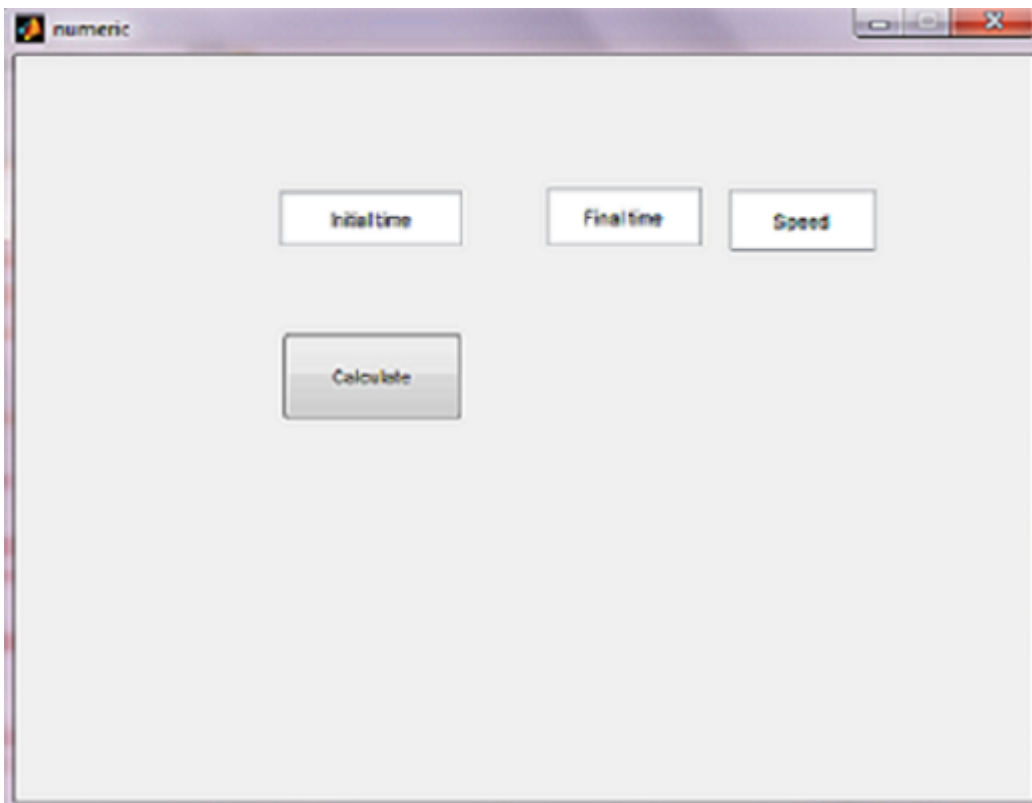 numeric
Initial time
Final time
Speed
Calculate